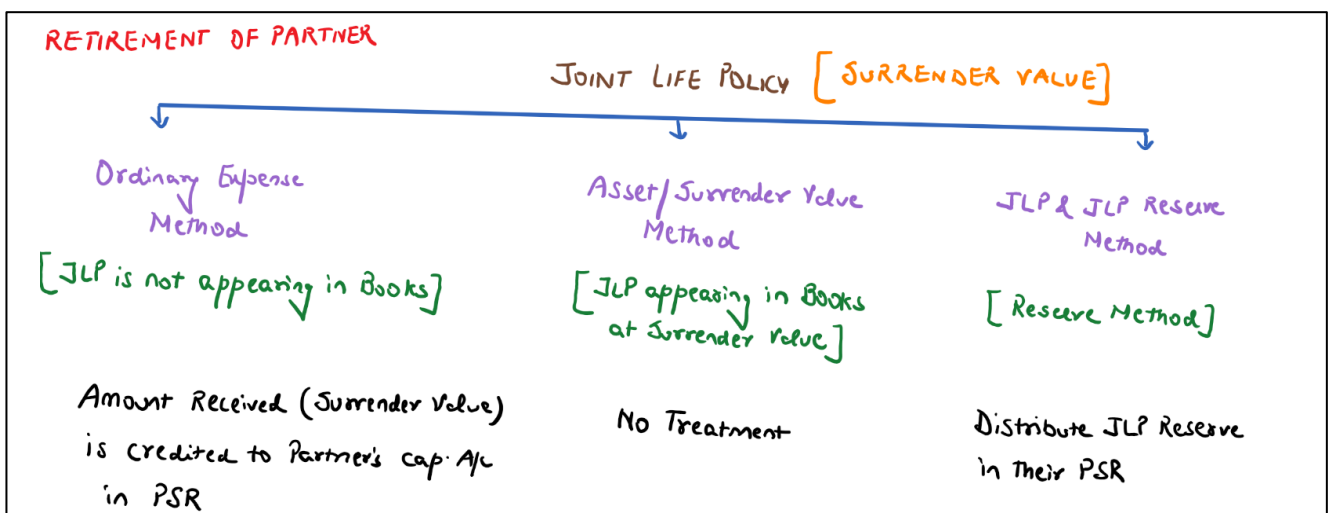 RETIREMENT OF PARTNER
JOINT LIFE POLICY [SURRENDER VALUE]
Ordinary Expense
Method
[JLP is not appearing in Books]
Amount Received (Surrender Value)
is credited to Partner's cap. A/c
in PSR
Asset/Surrender Value
Method
[JLP appearing in Books
at Surrender Value]
No Treatment
JLP & JLP Reserve
Method
[Reserve Method]
Distribute JLP Reserve
in their PSR